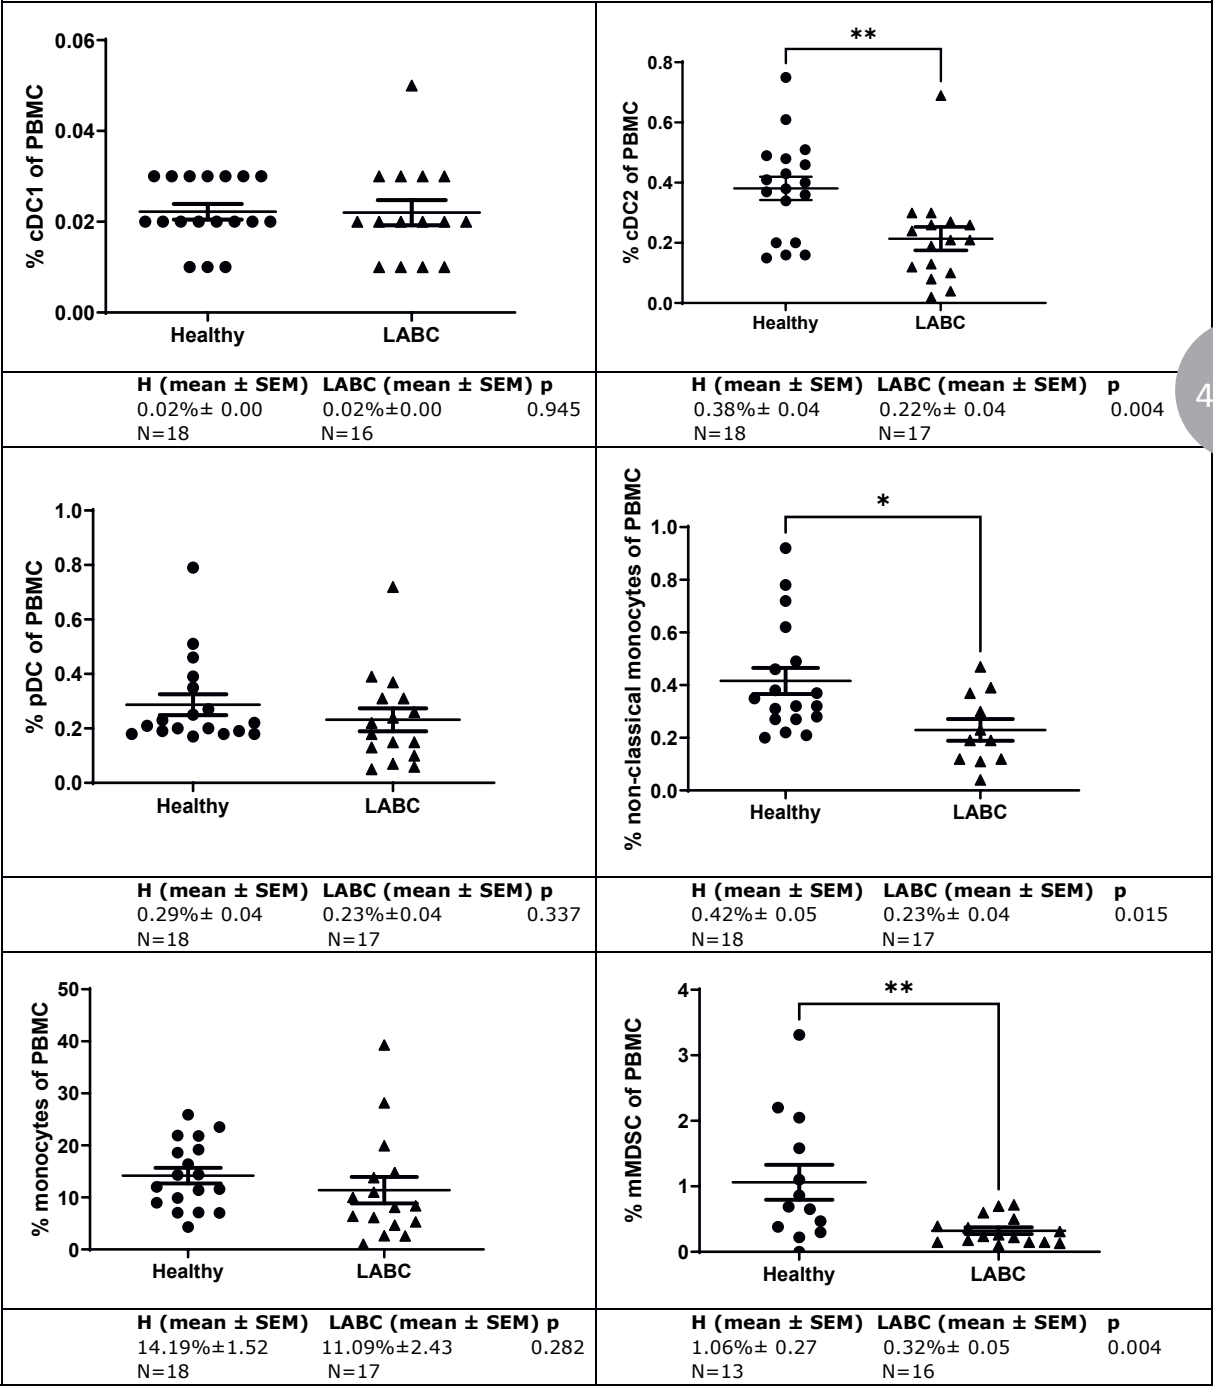 % cDC1 of PBMC
0.06
0.04
0.02
0.00
Healthy
LABC
H (mean ± SEM) LABC (mean ± SEM) p
0.02%± 0.00 0.02%±0.00 0.945
N=18 N=16
% cDC2 of PBMC
**
0.8
0.6
0.4
0.2
0.0
Healthy
LABC
H (mean ± SEM) LABC (mean ± SEM) p
0.38%± 0.04 0.22%± 0.04 0.004
N=18 N=17
4
% pDC of PBMC
1.0
0.8
0.6
0.4
0.2
0.0
Healthy
LABC
H (mean ± SEM) LABC (mean ± SEM) p
0.29%± 0.04 0.23%±0.04 0.337
N=18 N=17
% non-classical monocytes of PBMC
*
1.0
0.8
0.6
0.4
0.2
0.0
Healthy
LABC
H (mean ± SEM) LABC (mean ± SEM) p
0.42%± 0.05 0.23%± 0.04 0.015
N=18 N=17
% monocytes of PBMC
50
40
30
20
10
0
Healthy
LABC
H (mean ± SEM) LABC (mean ± SEM) p
14.19%±1.52 11.09%±2.43 0.282
N=18 N=17
% mMDSC of PBMC
**
4
3
2
1
0
Healthy
LABC
H (mean ± SEM) LABC (mean ± SEM) p
1.06%± 0.27 0.32%± 0.05 0.004
N=13 N=16